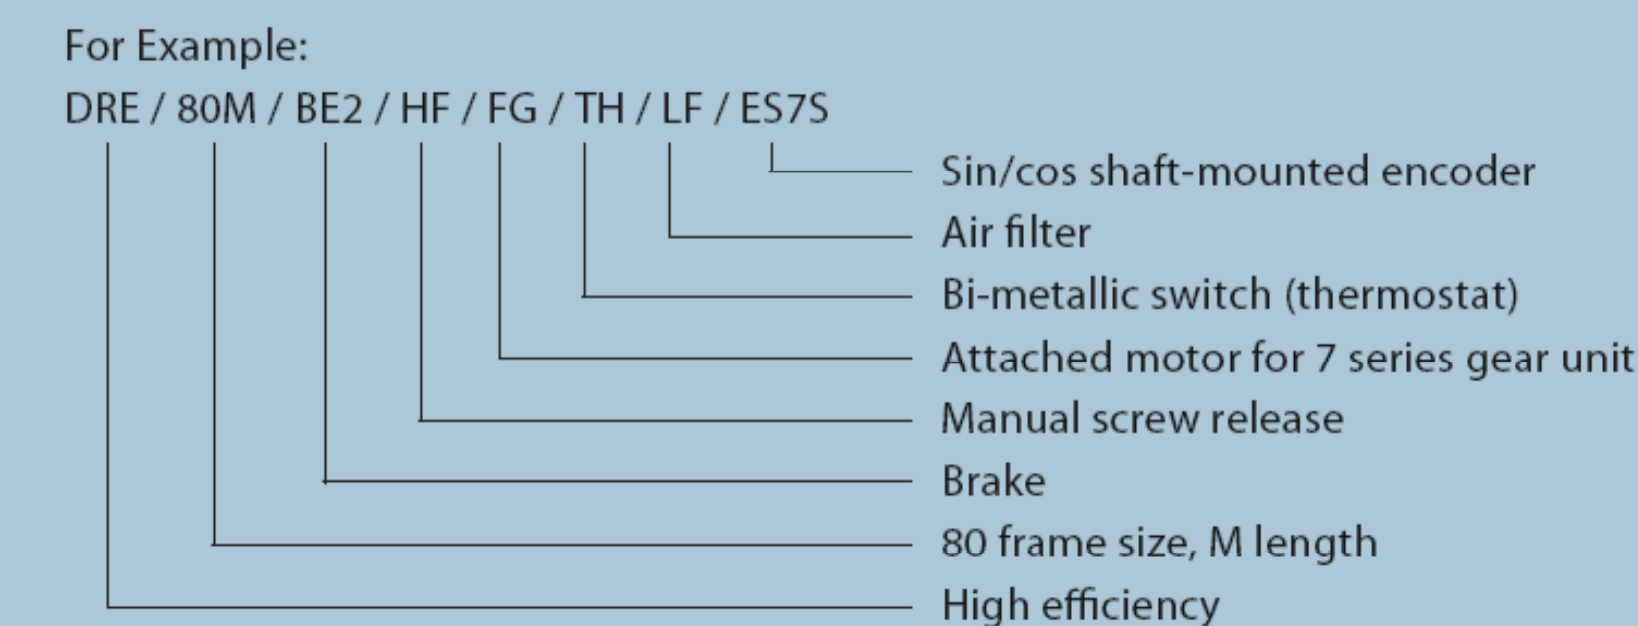 For Example:
DRE / 80M / BE2 / HF / FG / TH / LF / ES7S
Sin/cos shaft-mounted encoder
Air filter
Bi-metallic switch (thermostat)
Attached motor for 7 series gear unit
Manual screw release
Brake
80 frame size, M length
High efficiency